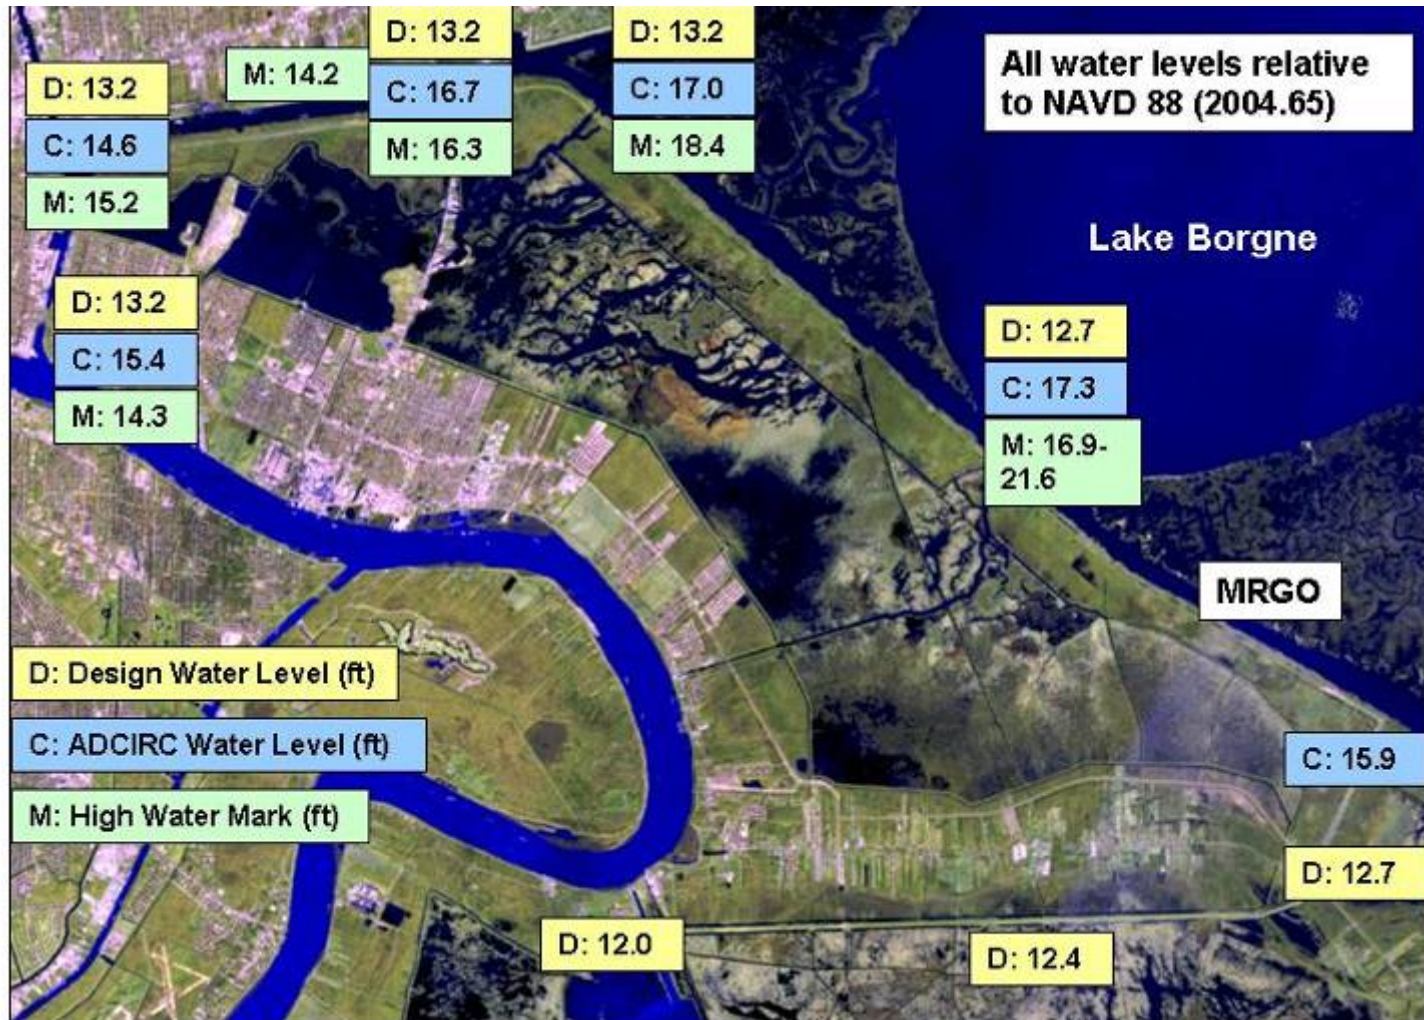 D: 13.2
D: 13.2
M: 14.2
D: 13.2
C: 16.7
C: 17.0
C: 14.6
M: 16.3
M: 18.4
M: 15.2
All water levels relative
to NAVD 88 (2004.65)
Lake Borgne
D: 13.2
C: 15.4
M: 14.3
D: 12.7
C: 17.3
M: 16.9-
21.6
MRGO
D: Design Water Level (ft)
C: ADCIRC Water Level (ft)
M: High Water Mark (ft)
C: 15.9
D: 12.7
D: 12.0
D: 12.4